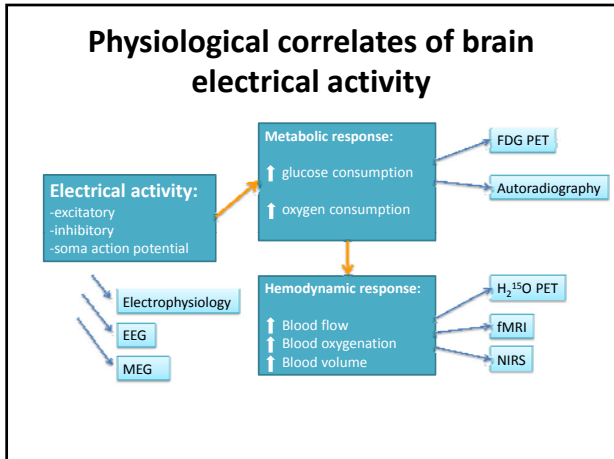 Physiological correlates of brain
electrical activity
Electrical activity:
-excitatory
-inhibitory
-soma action potential
Electrophysiology
EEG
MEG
Metabolic response:
⬆ glucose consumption
⬆ oxygen consumption
FDG PET
Autoradiography
Hemodynamic response:
⬆ Blood flow
⬆ Blood oxygenation
⬆ Blood volume
H₂¹⁵O PET
fMRI
NIRS